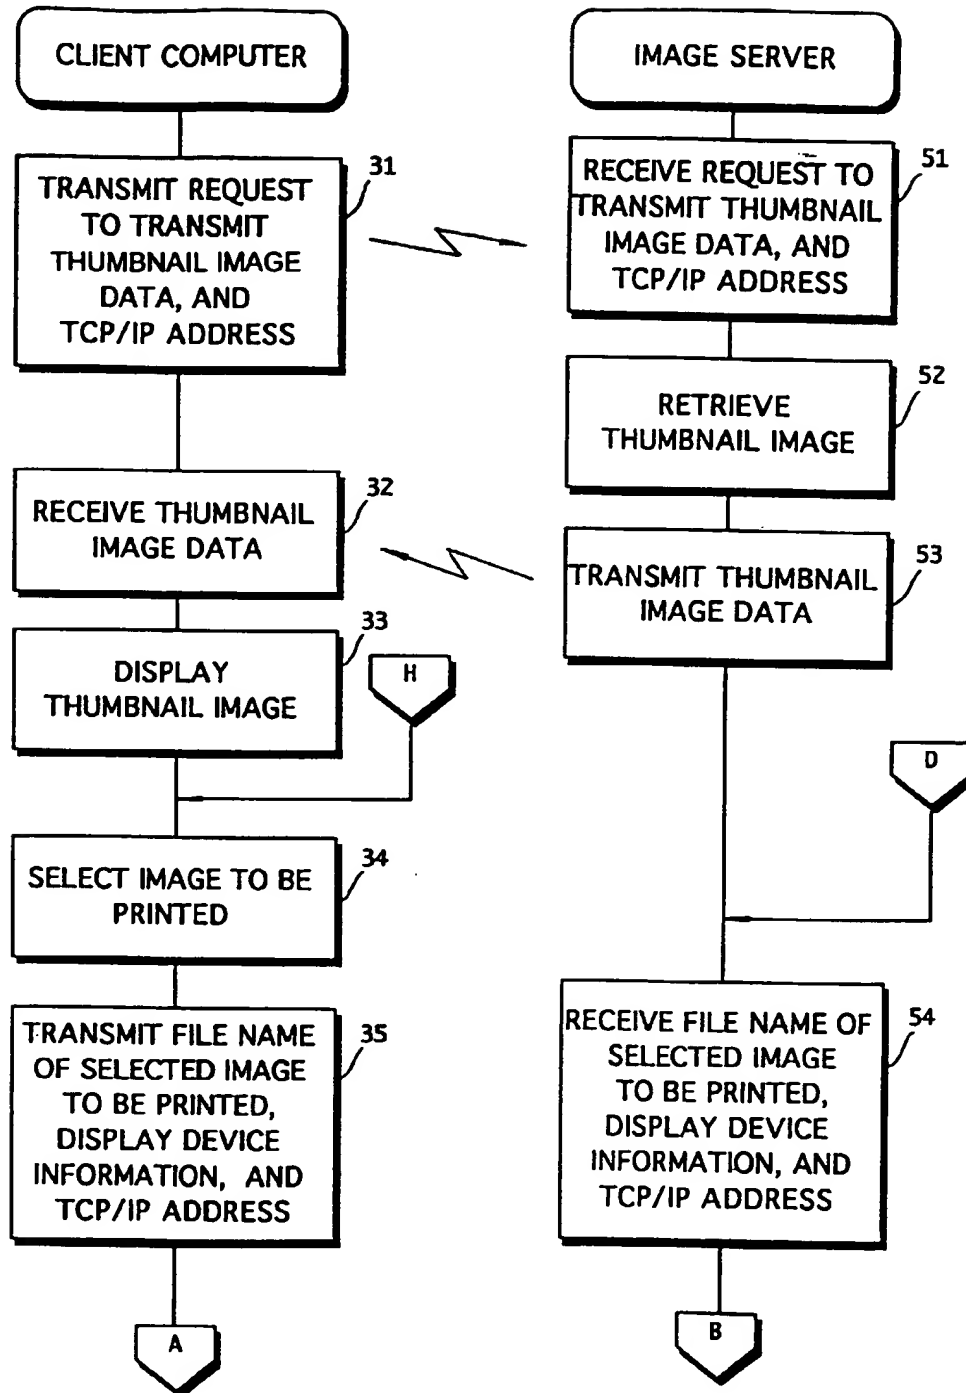 CLIENT COMPUTER
31
TRANSMIT REQUEST
TO TRANSMIT
THUMBNAIL IMAGE
DATA, AND
TCP/IP ADDRESS
32
RECEIVE THUMBNAIL
IMAGE DATA
33
DISPLAY
THUMBNAIL IMAGE
H
34
SELECT IMAGE TO BE
PRINTED
35
TRANSMIT FILE NAME
OF SELECTED IMAGE
TO BE PRINTED,
DISPLAY DEVICE
INFORMATION, AND
TCP/IP ADDRESS
A
IMAGE SERVER
51
RECEIVE REQUEST TO
TRANSMIT THUMBNAIL
IMAGE DATA, AND
TCP/IP ADDRESS
52
RETRIEVE
THUMBNAIL IMAGE
53
TRANSMIT THUMBNAIL
IMAGE DATA
D
54
RECEIVE FILE NAME OF
SELECTED IMAGE
TO BE PRINTED,
DISPLAY DEVICE
INFORMATION, AND
TCP/IP ADDRESS
B